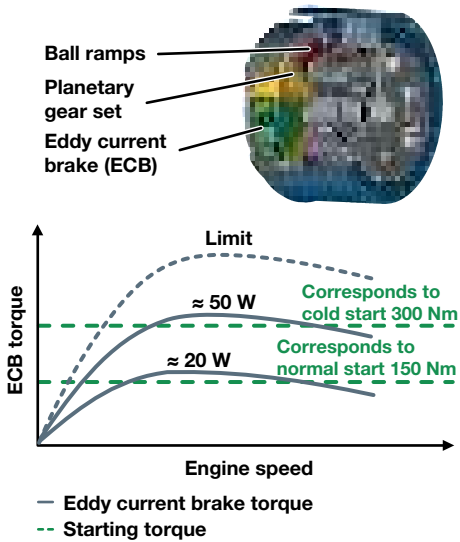 Ball ramps
Planetary
gear set
Eddy current
brake (ECB)
Limit
≈ 50 W
Corresponds to
cold start 300 Nm
Corresponds to
normal start 150 Nm
≈ 20 W
ECB torque
Engine speed
Eddy current brake torque
Starting torque